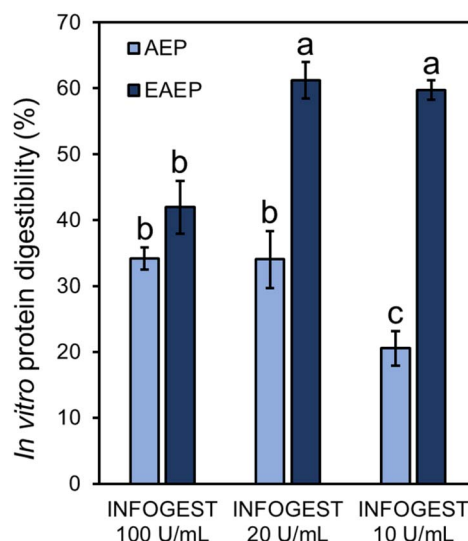 In vitro protein digestibility (%)
70
60
50
40
30
20
10
0
AEP
EAEP
b
b
b
a
c
a
INFOGEST INFOGEST INFOGEST
100 U/mL 20 U/mL 10 U/mL